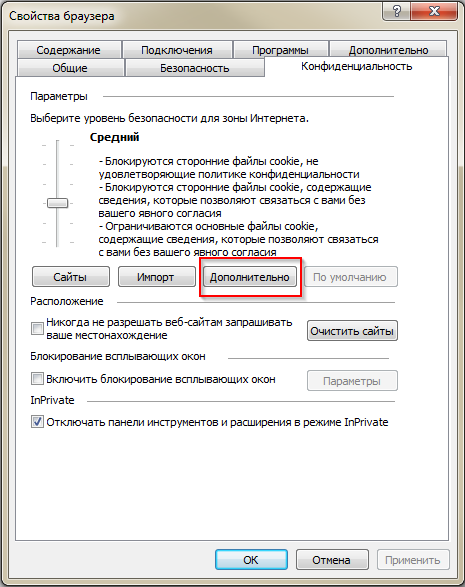 Свойства браузера
Содержание Подключения Программы Дополнительно
Общие Безопасность Конфиденциальность
Параметры
Выберите уровень безопасности для зоны Интернета.
Средний
- Блокируются сторонние файлы cookie, не
удовлетворяющие политике конфиденциальности
- Блокируются сторонние файлы cookie, содержащие
сведения, которые позволяют связаться с вами без
вашего явного согласия
- Ограничиваются основные файлы cookie,
содержащие сведения, которые позволяют связаться
с вами без вашего явного согласия
Сайты Импорт Дополнительно По умолчанию
Расположение
Никогда не разрешать веб-сайтам запрашивать
ваше местонахождение
Очистить сайты
Блокирование всплывающих окон
Включить блокирование всплывающих окон
Параметры
InPrivate
Отключать панели инструментов и расширения в режиме InPrivate
ОК Отмена Применить